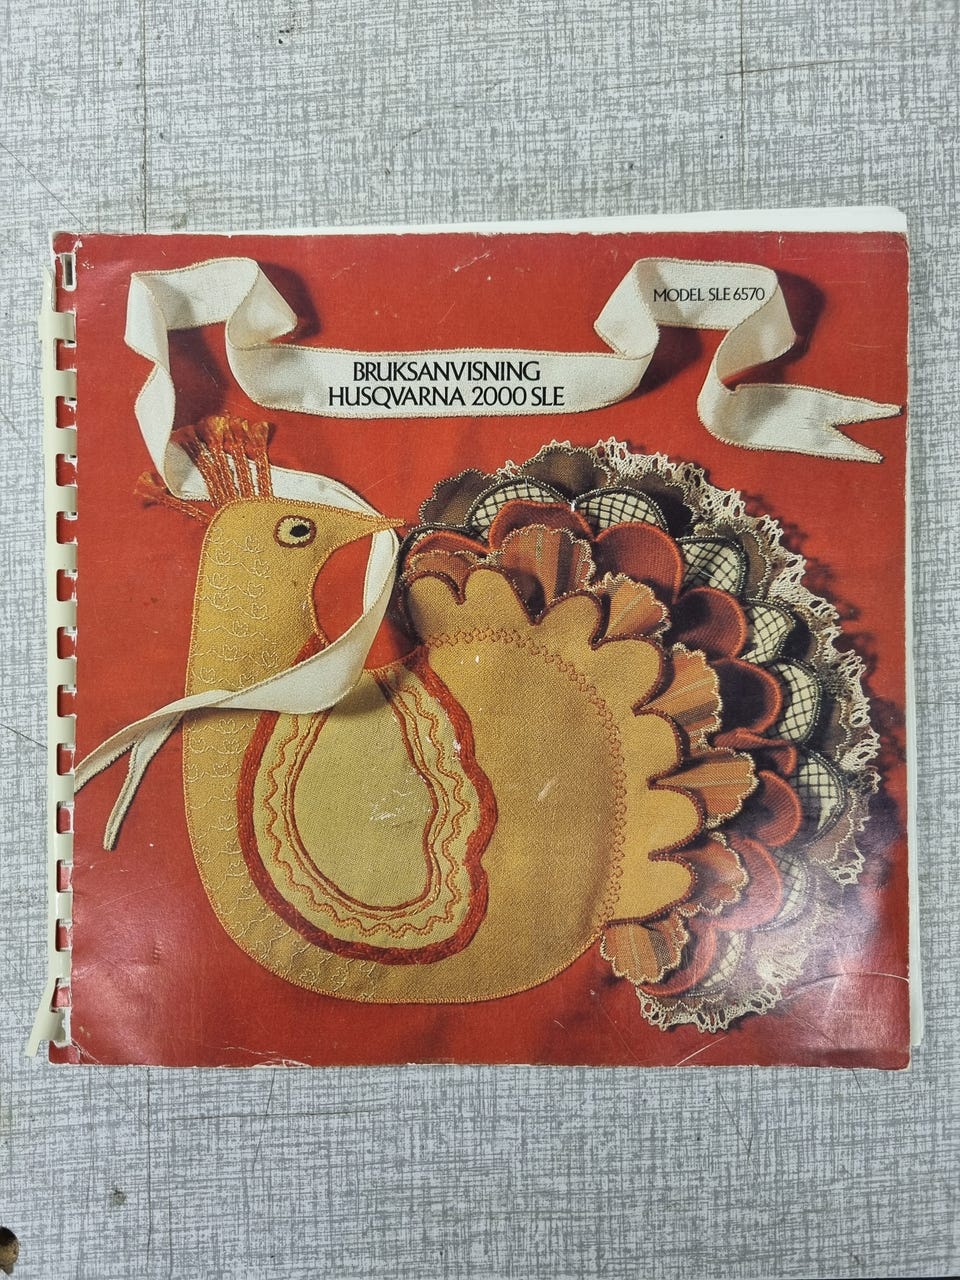 MODEL SLE 6570
BRUKSANVISNING
HUSQVARNA 2000 SLE